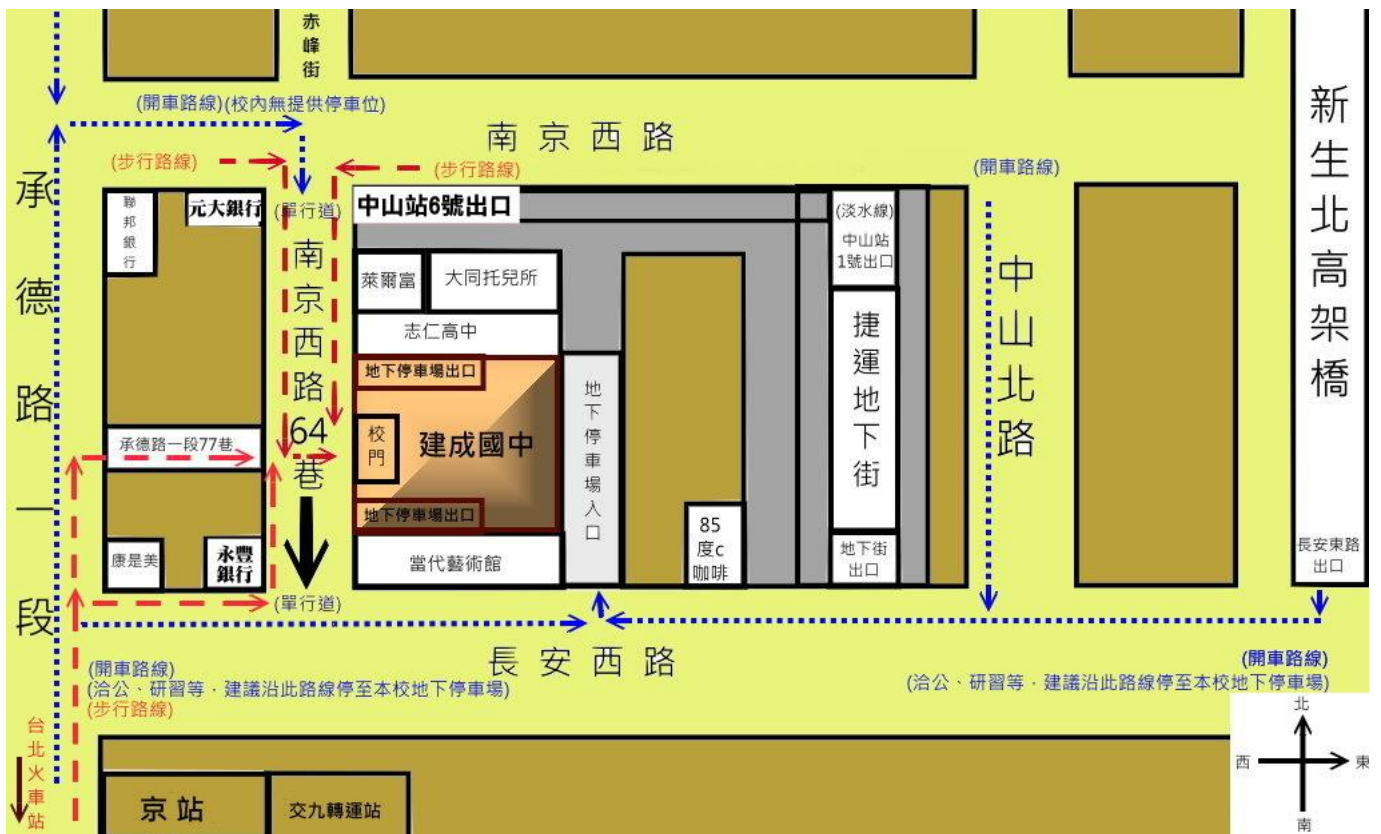 赤峰街
(開車路線)(校內無提供停車位)
南京西路
新生北高架橋
(步行路線)
(步行路線)
(開車路線)
承德路一段
聯邦銀行
元大銀行
(單行道)
中山站6號出口
(淡水線)
中山站
1號出口
南京西路64巷
萊爾富
大同托兒所
中山北路
志仁高中
捷運地下街
地下停車場出口
地下停車場入口
校門
建成國中
承德路一段77巷
地下停車場出口
85
度c
咖啡
康是美
永豐
銀行
當代藝術館
地下街
出口
長安東路
出口
(單行道)
長安西路
(開車路線)
(洽公、研習等，建議沿此路線停至本校地下停車場)
(步行路線)
(開車路線)
(洽公、研習等，建議沿此路線停至本校地下停車場)
台北火車站
京站
交九轉運站
北
西
東
南